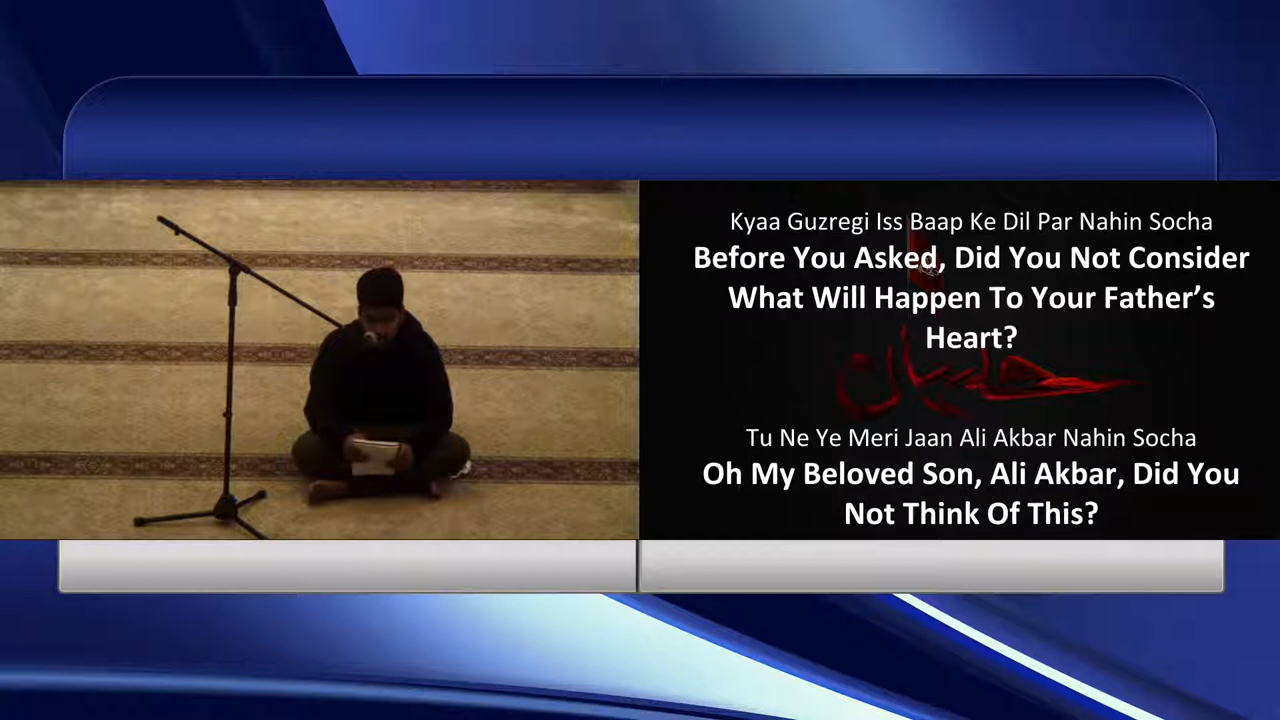 Kyaa Guzregi Iss Baap Ke Dil Par Nahin Socha
Before You Asked, Did You Not Consider
What Will Happen To Your Father’s
Heart?
حسین
Tu Ne Ye Meri Jaan Ali Akbar Nahin Socha
Oh My Beloved Son, Ali Akbar, Did You
Not Think Of This?